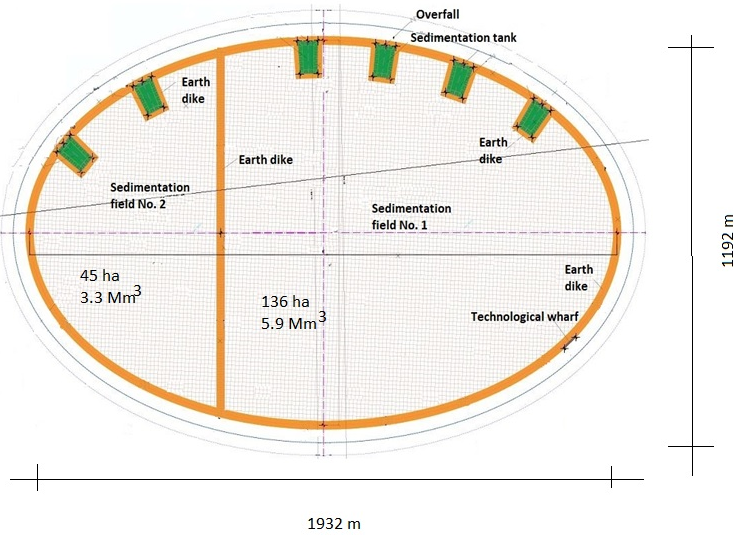 Overfall
Sedimentation tank
Earth
dike
Earth
dike
Earth dike
Sedimentation
field No. 2
Sedimentation
field No. 1
1192 m
45 ha
3.3 Mm3
Earth
dike
136 ha
5.9 Mm3
Technological wharf
1932 m